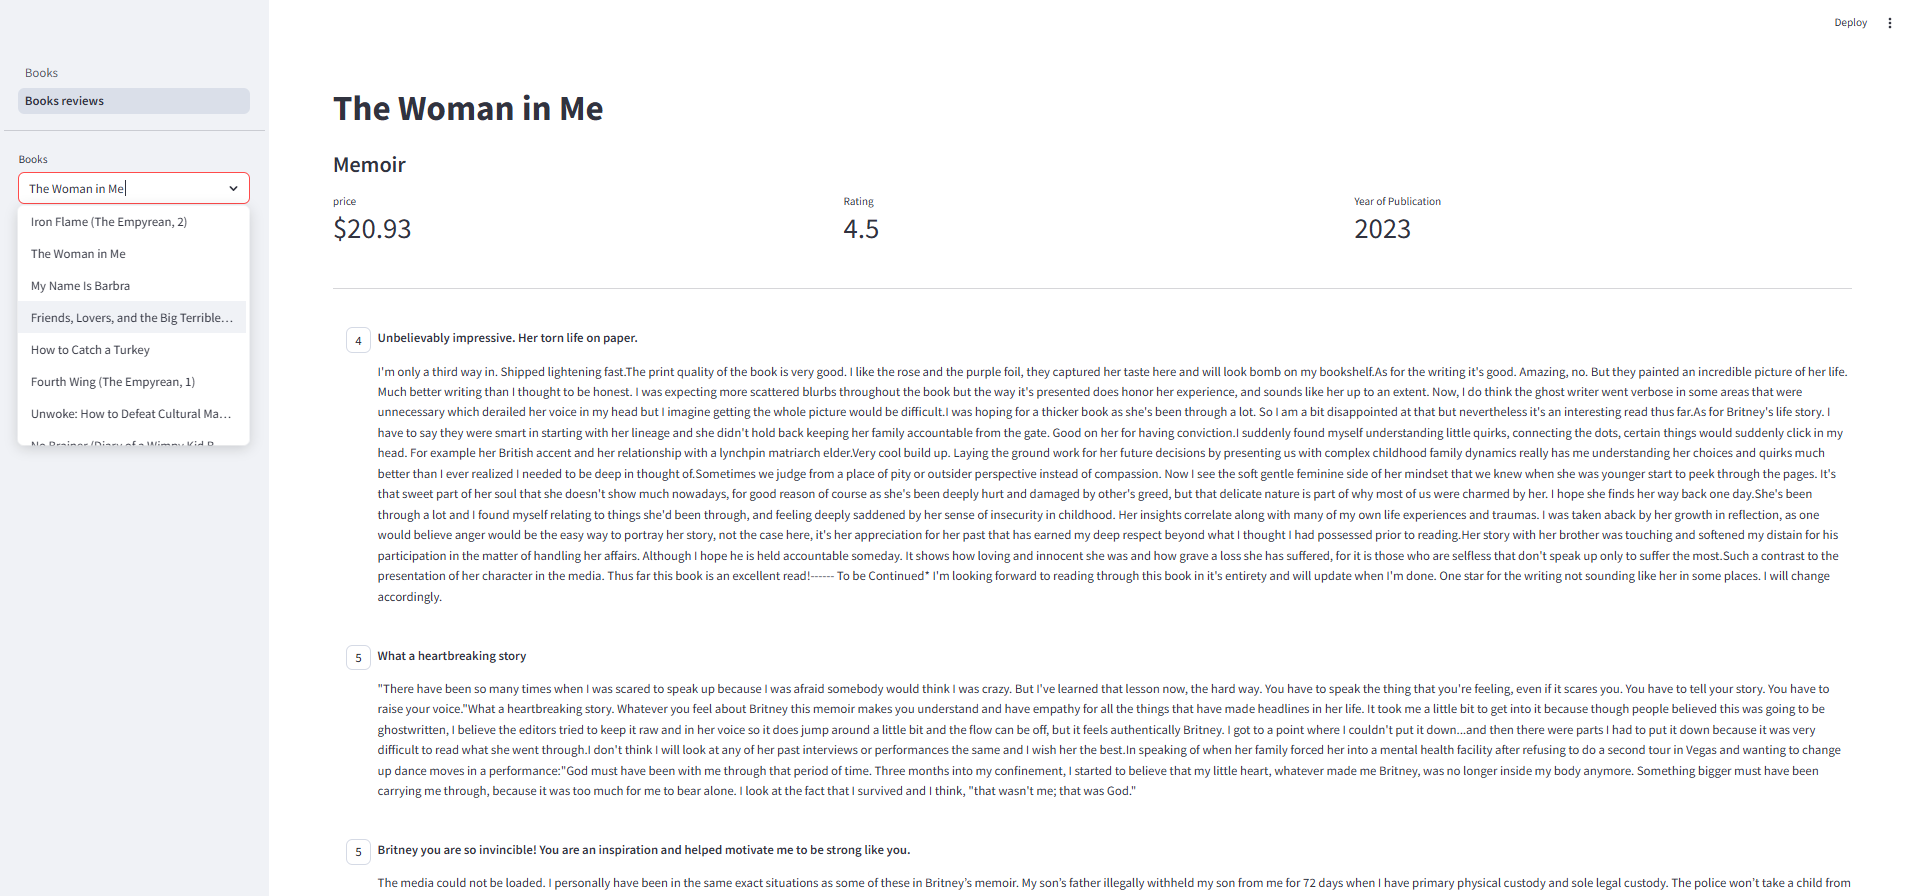 Deploy
Books
Books reviews
Books
The Woman in Me
Iron Flame (The Empyrean, 2)
The Woman in Me
My Name Is Barbra
Friends, Lovers, and the Big Terrible...
How to Catch a Turkey
Fourth Wing (The Empyrean, 1)
Unwoke: How to Defeat Cultural Ma...
No Brainer (Diary of a Wimpy Kid B
The Woman in Me
Memoir
price
$20.93
Rating
4.5
Year of Publication
2023
4
Unbelievably impressive. Her torn life on paper.
I'm only a third way in. Shipped lightening fast.The print quality of the book is very good. I like the rose and the purple foil, they captured her taste here and will look bomb on my bookshelf.As for the writing it's good. Amazing, no. But they painted an incredible picture of her life.
Much better writing than I thought to be honest. I was expecting more scattered blurbs throughout the book but the way it's presented does honor her experience, and sounds like her up to an extent. Now, I do think the ghost writer went verbose in some areas that were
unnecessary which derailed her voice in my head but I imagine getting the whole picture would be difficult.I was hoping for a thicker book as she's been through a lot. So I am a bit disappointed at that but nevertheless it's an interesting read thus far.As for Britney's life story. I
have to say they were smart in starting with her lineage and she didn't hold back keeping her family accountable from the gate. Good on her for having conviction.I suddenly found myself understanding little quirks, connecting the dots, certain things would suddenly click in my
head. For example her British accent and her relationship with a lynchpin matriarch elder.Very cool build up. Laying the ground work for her future decisions by presenting us with complex childhood family dynamics really has me understanding her choices and quirks much
better than I ever realized I needed to be deep in thought of.Sometimes we judge from a place of pity or outsider perspective instead of compassion. Now I see the soft gentle feminine side of her mindset that we knew when she was younger start to peek through the pages. It's
that sweet part of her soul that she doesn't show much nowadays, for good reason of course as she's been deeply hurt and damaged by other's greed, but that delicate nature is part of why most of us were charmed by her. I hope she finds her way back one day.She's been
through a lot and I found myself relating to things she'd been through, and feeling deeply saddened by her sense of insecurity in childhood. Her insights correlate along with many of my own life experiences and traumas. I was taken aback by her growth in reflection, as one
would believe anger would be the easy way to portray her story, not the case here, it's her appreciation for her past that has earned my deep respect beyond what I thought I had possessed prior to reading.Her story with her brother was touching and softened my distain for his
participation in the matter of handling her affairs. Although I hope he is held accountable someday. It shows how loving and innocent she was and how grave a loss she has suffered, for it is those who are selfless that don't speak up only to suffer the most.Such a contrast to the
presentation of her character in the media. Thus far this book is an excellent read!------ To be Continued* I'm looking forward to reading through this book in it's entirety and will update when I'm done. One star for the writing not sounding like her in some places. I will change
accordingly.
5
What a heartbreaking story
"There have been so many times when I was scared to speak up because I was afraid somebody would think I was crazy. But I've learned that lesson now, the hard way. You have to speak the thing that you're feeling, even if it scares you. You have to tell your story. You have to
raise your voice."What a heartbreaking story. Whatever you feel about Britney this memoir makes you understand and have empathy for all the things that have made headlines in her life. It took me a little bit to get into it because though people believed this was going to be
ghostwritten, I believe the editors tried to keep it raw and in her voice so it does jump around a little bit and the flow can be off, but it feels authentically Britney. I got to a point where I couldn't put it down...and then there were parts I had to put it down because it was very
difficult to read what she went through.I don't think I will look at any of her past interviews or performances the same and I wish her the best.In speaking of when her family forced her into a mental health facility after refusing to do a second tour in Vegas and wanting to change
up dance moves in a performance:"God must have been with me through that period of time. Three months into my confinement, I started to believe that my little heart, whatever made me Britney, was no longer inside my body anymore. Something bigger must have been
carrying me through, because it was too much for me to bear alone. I look at the fact that I survived and I think, "that wasn't me; that was God."
5
Britney you are so invincible! You are an inspiration and helped motivate me to be strong like you.
The media could not be loaded. I personally have been in the same exact situations as some of these in Britney's memoir. My son's father illegally withheld my son from me for 72 days when I have primary physical custody and sole legal custody. The police won't take a child from